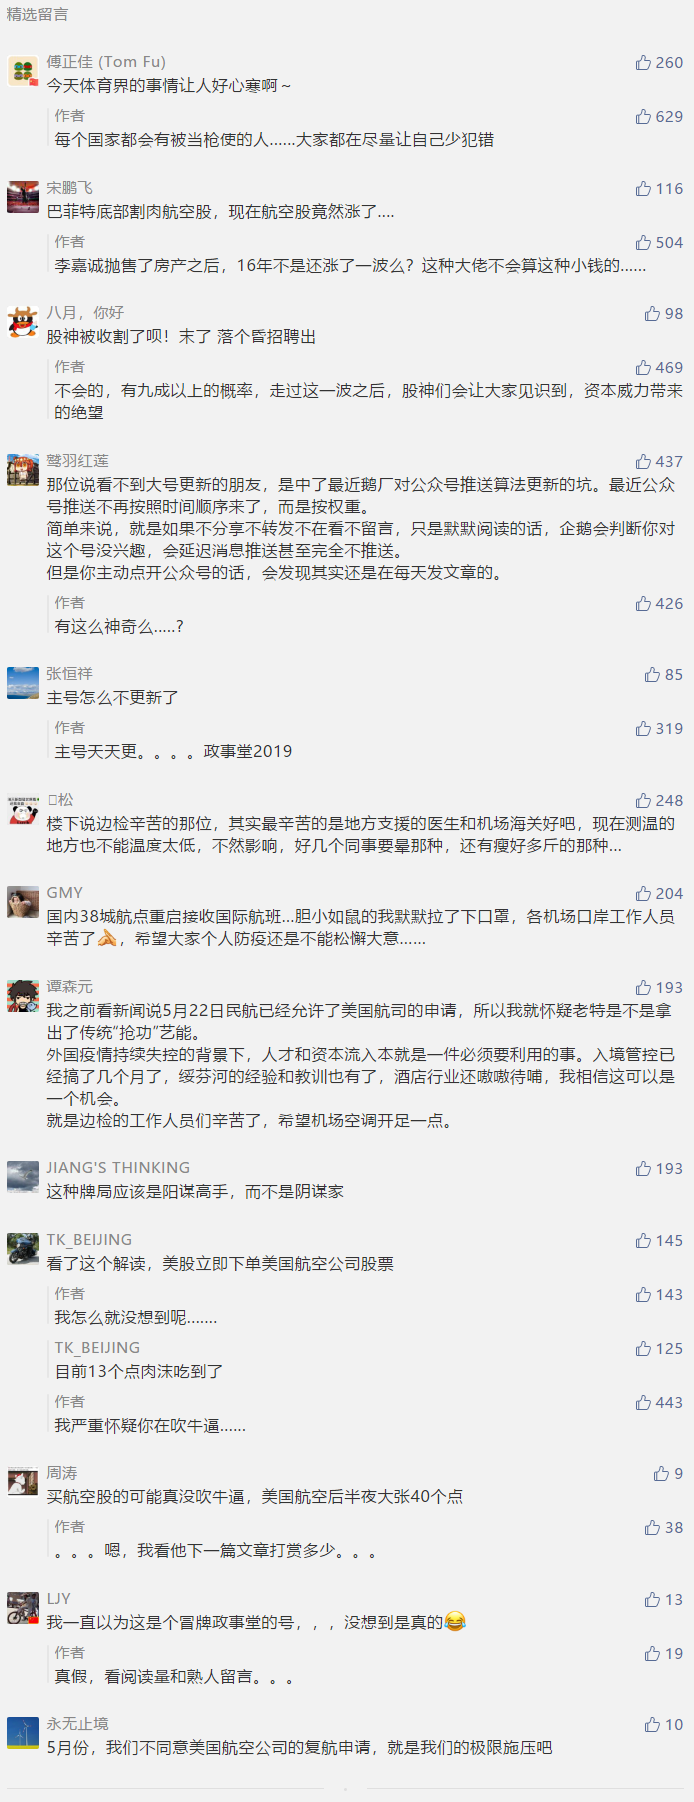 精选留言
傅正佳 (Tom Fu) 260
今天体育界的事情让人好心寒啊～
作者 629
每个国家都会有被当枪使的人......大家都在尽量让自己少犯错
宋鹏飞 116
巴菲特底部割肉航空股，现在航空股竟然涨了....
作者 504
李嘉诚抛售了房产之后，16年不是还涨了一波么？这种大佬不会算这种小钱的......
八月，你好 98
股神被收割了呗！末了 落个昏招聘出
作者 469
不会的，有九成以上的概率，走过这一波之后，股神们会让大家见识到，资本威力带来
的绝望
鹫羽红莲 437
那位说看不到大号更新的朋友，是中了最近鹅厂对公众号推送算法更新的坑。最近公众
号推送不再按照时间顺序来了，而是按权重。
简单来说，就是如果不分享不转发不在看不留言，只是默默阅读的话，企鹅会判断你对
这个号没兴趣，会延迟消息推送甚至完全不推送。
但是你主动点开公众号的话，会发现其实还是在每天发文章的。
作者 426
有这么神奇么.....?
张恒祥 85
主号怎么不更新了
作者 319
主号天天更。。。。政事堂2019
松 248
楼下说边检辛苦的那位，其实最辛苦的是地方支援的医生和机场海关好吧，现在测温的
地方也不能温度太低，不然影响，好几个同事要晕那种，还有瘦好多斤的那种...
GMY 204
国内38城航点重启接收国际航班...胆小如鼠的我默默拉了下口罩，各机场口岸工作人员
辛苦了🙏，希望大家个人防疫还是不能松懈大意......
谭森元 193
我之前看新闻说5月22日民航已经允许了美国航司的申请，所以我就怀疑老特是不是拿
出了传统“抢功”艺能。
外国疫情持续失控的背景下，人才和资本流入本就是一件必须要利用的事。入境管控已
经搞了几个月了，绥芬河的经验和教训也有了，酒店行业还嗷嗷待哺，我相信这可以是
一个机会。
就是边检的工作人员们辛苦了，希望机场空调开足一点。
JIANG'S THINKING 193
这种牌局应该是阳谋高手，而不是阴谋家
TK_BEIJING 145
看了这个解读，美股立即下单美国航空公司股票
作者 143
我怎么就没想到呢.......
TK_BEIJING 125
目前13个点肉沫吃到了
作者 443
我严重怀疑你在吹牛逼......
周涛 9
买航空股的可能真没吹牛逼，美国航空后半夜大张40个点
作者 38
。。。嗯，我看他下一篇文章打赏多少。。。
LJY 13
我一直以为这是个冒牌政事堂的号，，，没想到是真的😂
作者 19
真假，看阅读量和熟人留言。。。
永无止境 10
5月份，我们不同意美国航空公司的复航申请，就是我们的极限施压吧